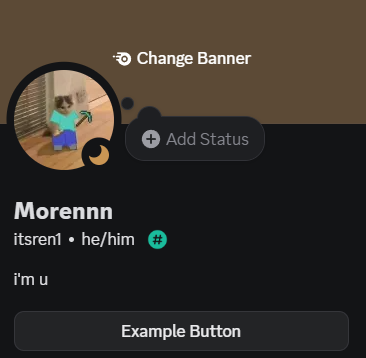 Change Banner
Add Status
Morennn
itsren1 • he/him #
i'm u
Example Button